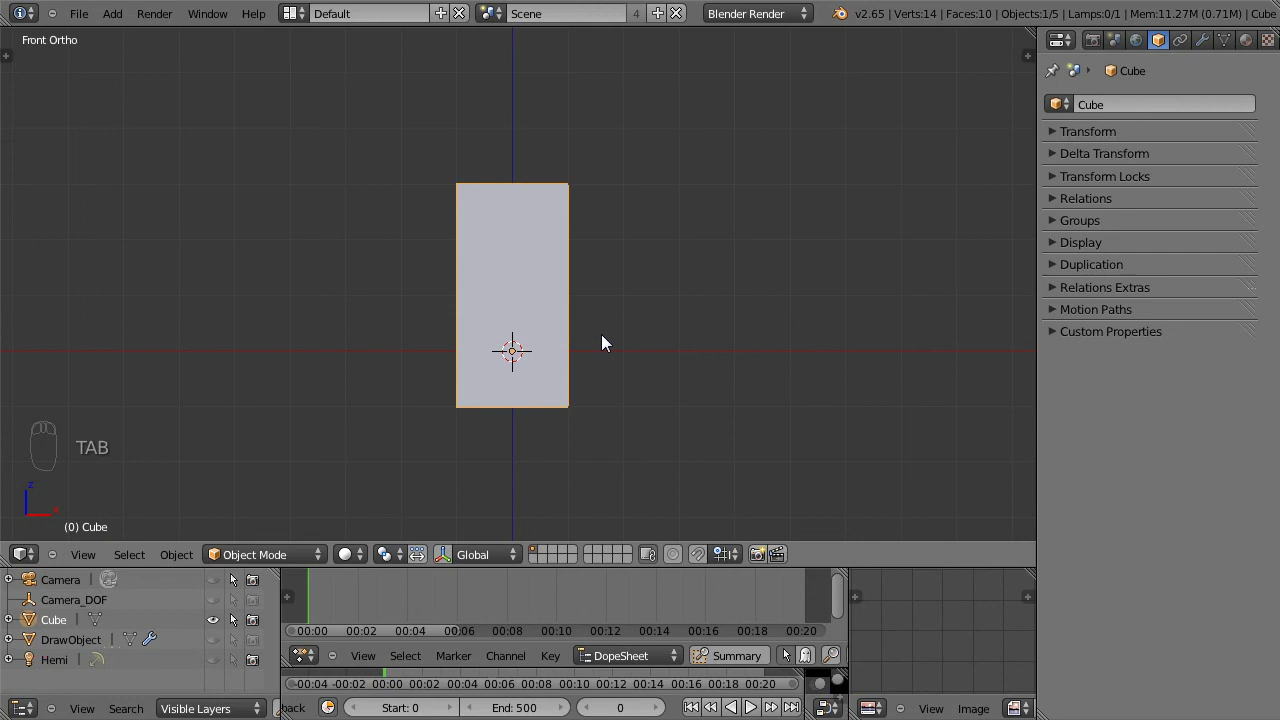 File Add Render Window Help Default Scene 4 Blender Render v2.65 | Verts:14 | Faces:10 | Objects:1/5 | Lamps:0/1 | Mem:11.27M (0.71M) | Cube
Front Ortho
Cube
Cube
Transform
Delta Transform
Transform Locks
Relations
Groups
Display
Duplication
Relations Extras
Motion Paths
Custom Properties
TAB
z
x
(0) Cube
View Select Object Object Mode Global
Camera
Camera_DOF
Cube
DrawObject
Hemi
00:00 00:02 00:04 00:06 00:08 00:10 00:12 00:14 00:16 00:18 00:20
View Select Marker Channel Key DopeSheet Summary
-00:04 -00:02 00:00 00:02 00:04 00:06 00:08 00:10 00:12 00:14 00:16 00:18 00:20
View Search Visible Layers back Start: 0 End: 500 0 View Image